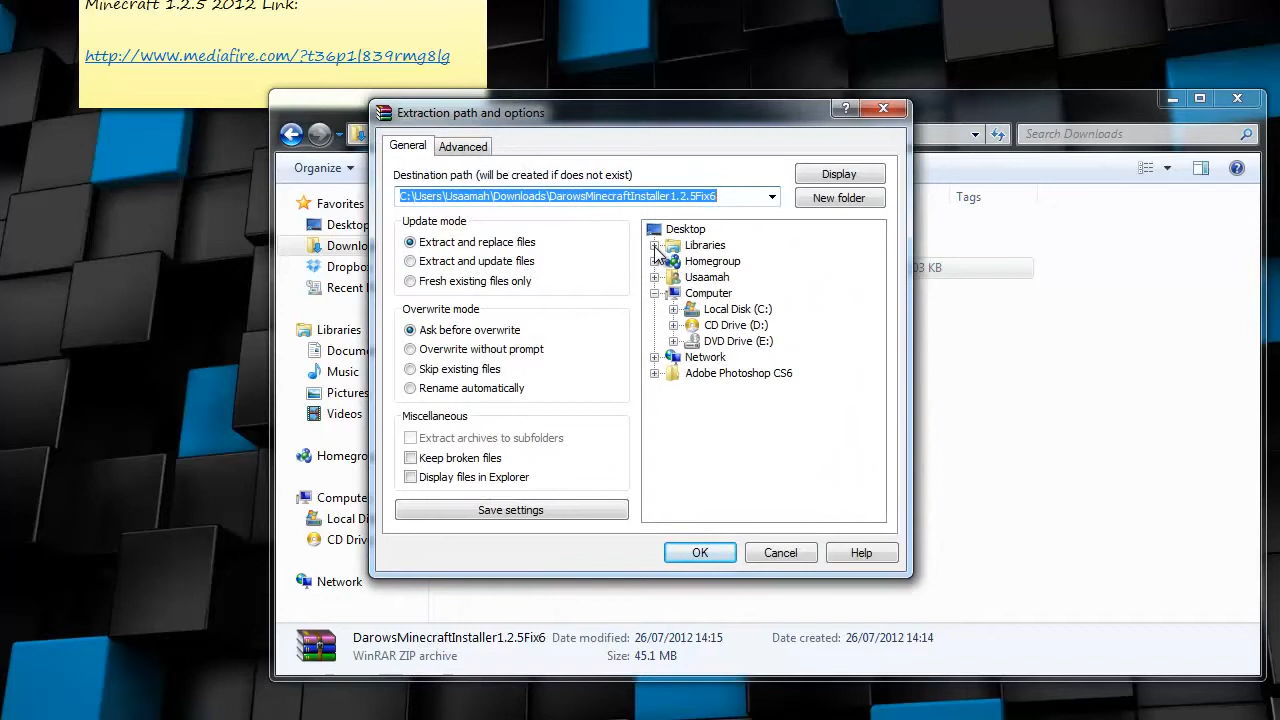 Minecraft 1.2.5 2012 Link:
http://www.mediafire.com/?t36p1l839rmg8lg
Extraction path and options
General
Advanced
Destination path (will be created if does not exist)
C:\Users\Usaamah\Downloads\DarowsMinecraftInstaller1.2.5Fix6
Display
New folder
Update mode
Extract and replace files
Extract and update files
Fresh existing files only
Overwrite mode
Ask before overwrite
Overwrite without prompt
Skip existing files
Rename automatically
Miscellaneous
Extract archives to subfolders
Keep broken files
Display files in Explorer
Save settings
Desktop
Libraries
Homegroup
Usaamah
Computer
Local Disk (C:)
CD Drive (D:)
DVD Drive (E:)
Network
Adobe Photoshop CS6
OK
Cancel
Help
Search Downloads
Organize
Tags
03 KB
Favorites
Desktop
Downlo
Dropbo
Recent
Libraries
Docum
Music
Pictures
Videos
Homegro
Compute
Local Di
CD Driv
Network
DarowsMinecraftInstaller1.2.5Fix6
Date modified: 26/07/2012 14:15
Date created: 26/07/2012 14:14
WinRAR ZIP archive
Size: 45.1 MB